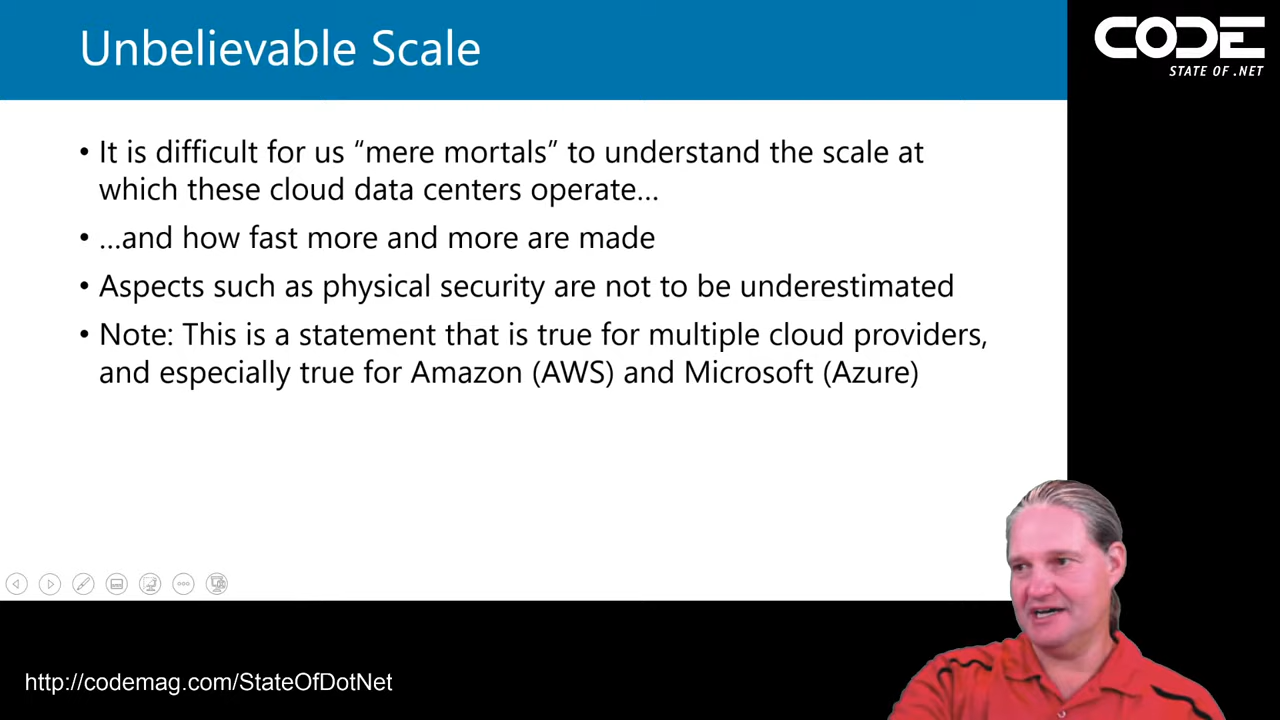 Unbelievable Scale
CODE
STATE OF .NET
• It is difficult for us “mere mortals” to understand the scale at
which these cloud data centers operate…
• …and how fast more and more are made
• Aspects such as physical security are not to be underestimated
• Note: This is a statement that is true for multiple cloud providers,
and especially true for Amazon (AWS) and Microsoft (Azure)
http://codemag.com/StateOfDotNet